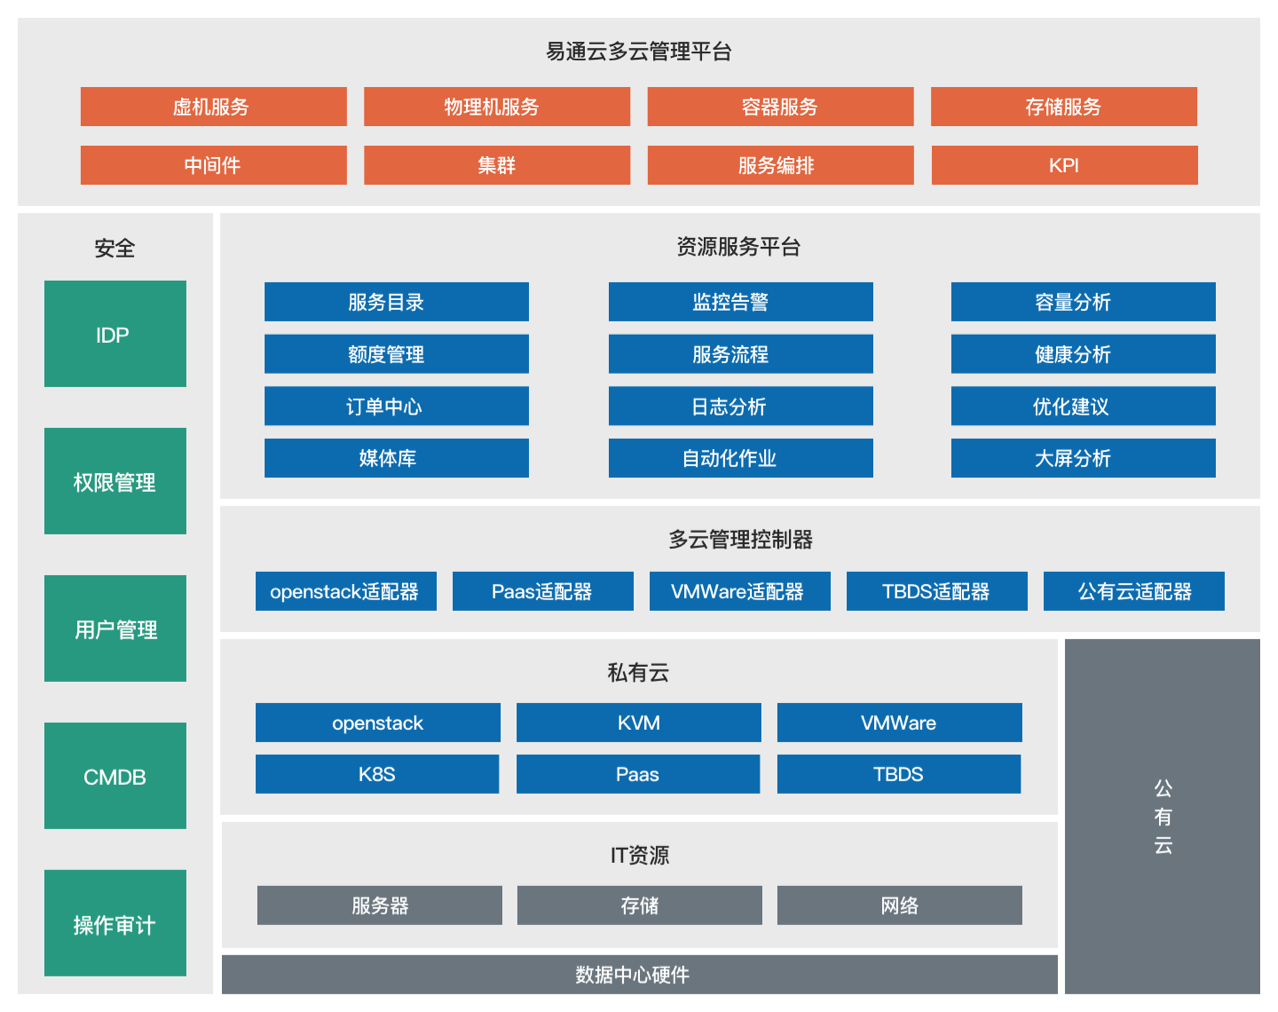 易通云多云管理平台
虚机服务
物理机服务
容器服务
存储服务
中间件
集群
服务编排
KPI
安全
IDP
权限管理
用户管理
CMDB
操作审计
资源服务平台
服务目录
监控告警
容量分析
额度管理
服务流程
健康分析
订单中心
日志分析
优化建议
媒体库
自动化作业
大屏分析
多云管理控制器
openstack适配器
Paas适配器
VMWare适配器
TBDS适配器
公有云适配器
私有云
openstack
KVM
VMWare
K8S
Paas
TBDS
IT资源
服务器
存储
网络
数据中心硬件
公
有
云